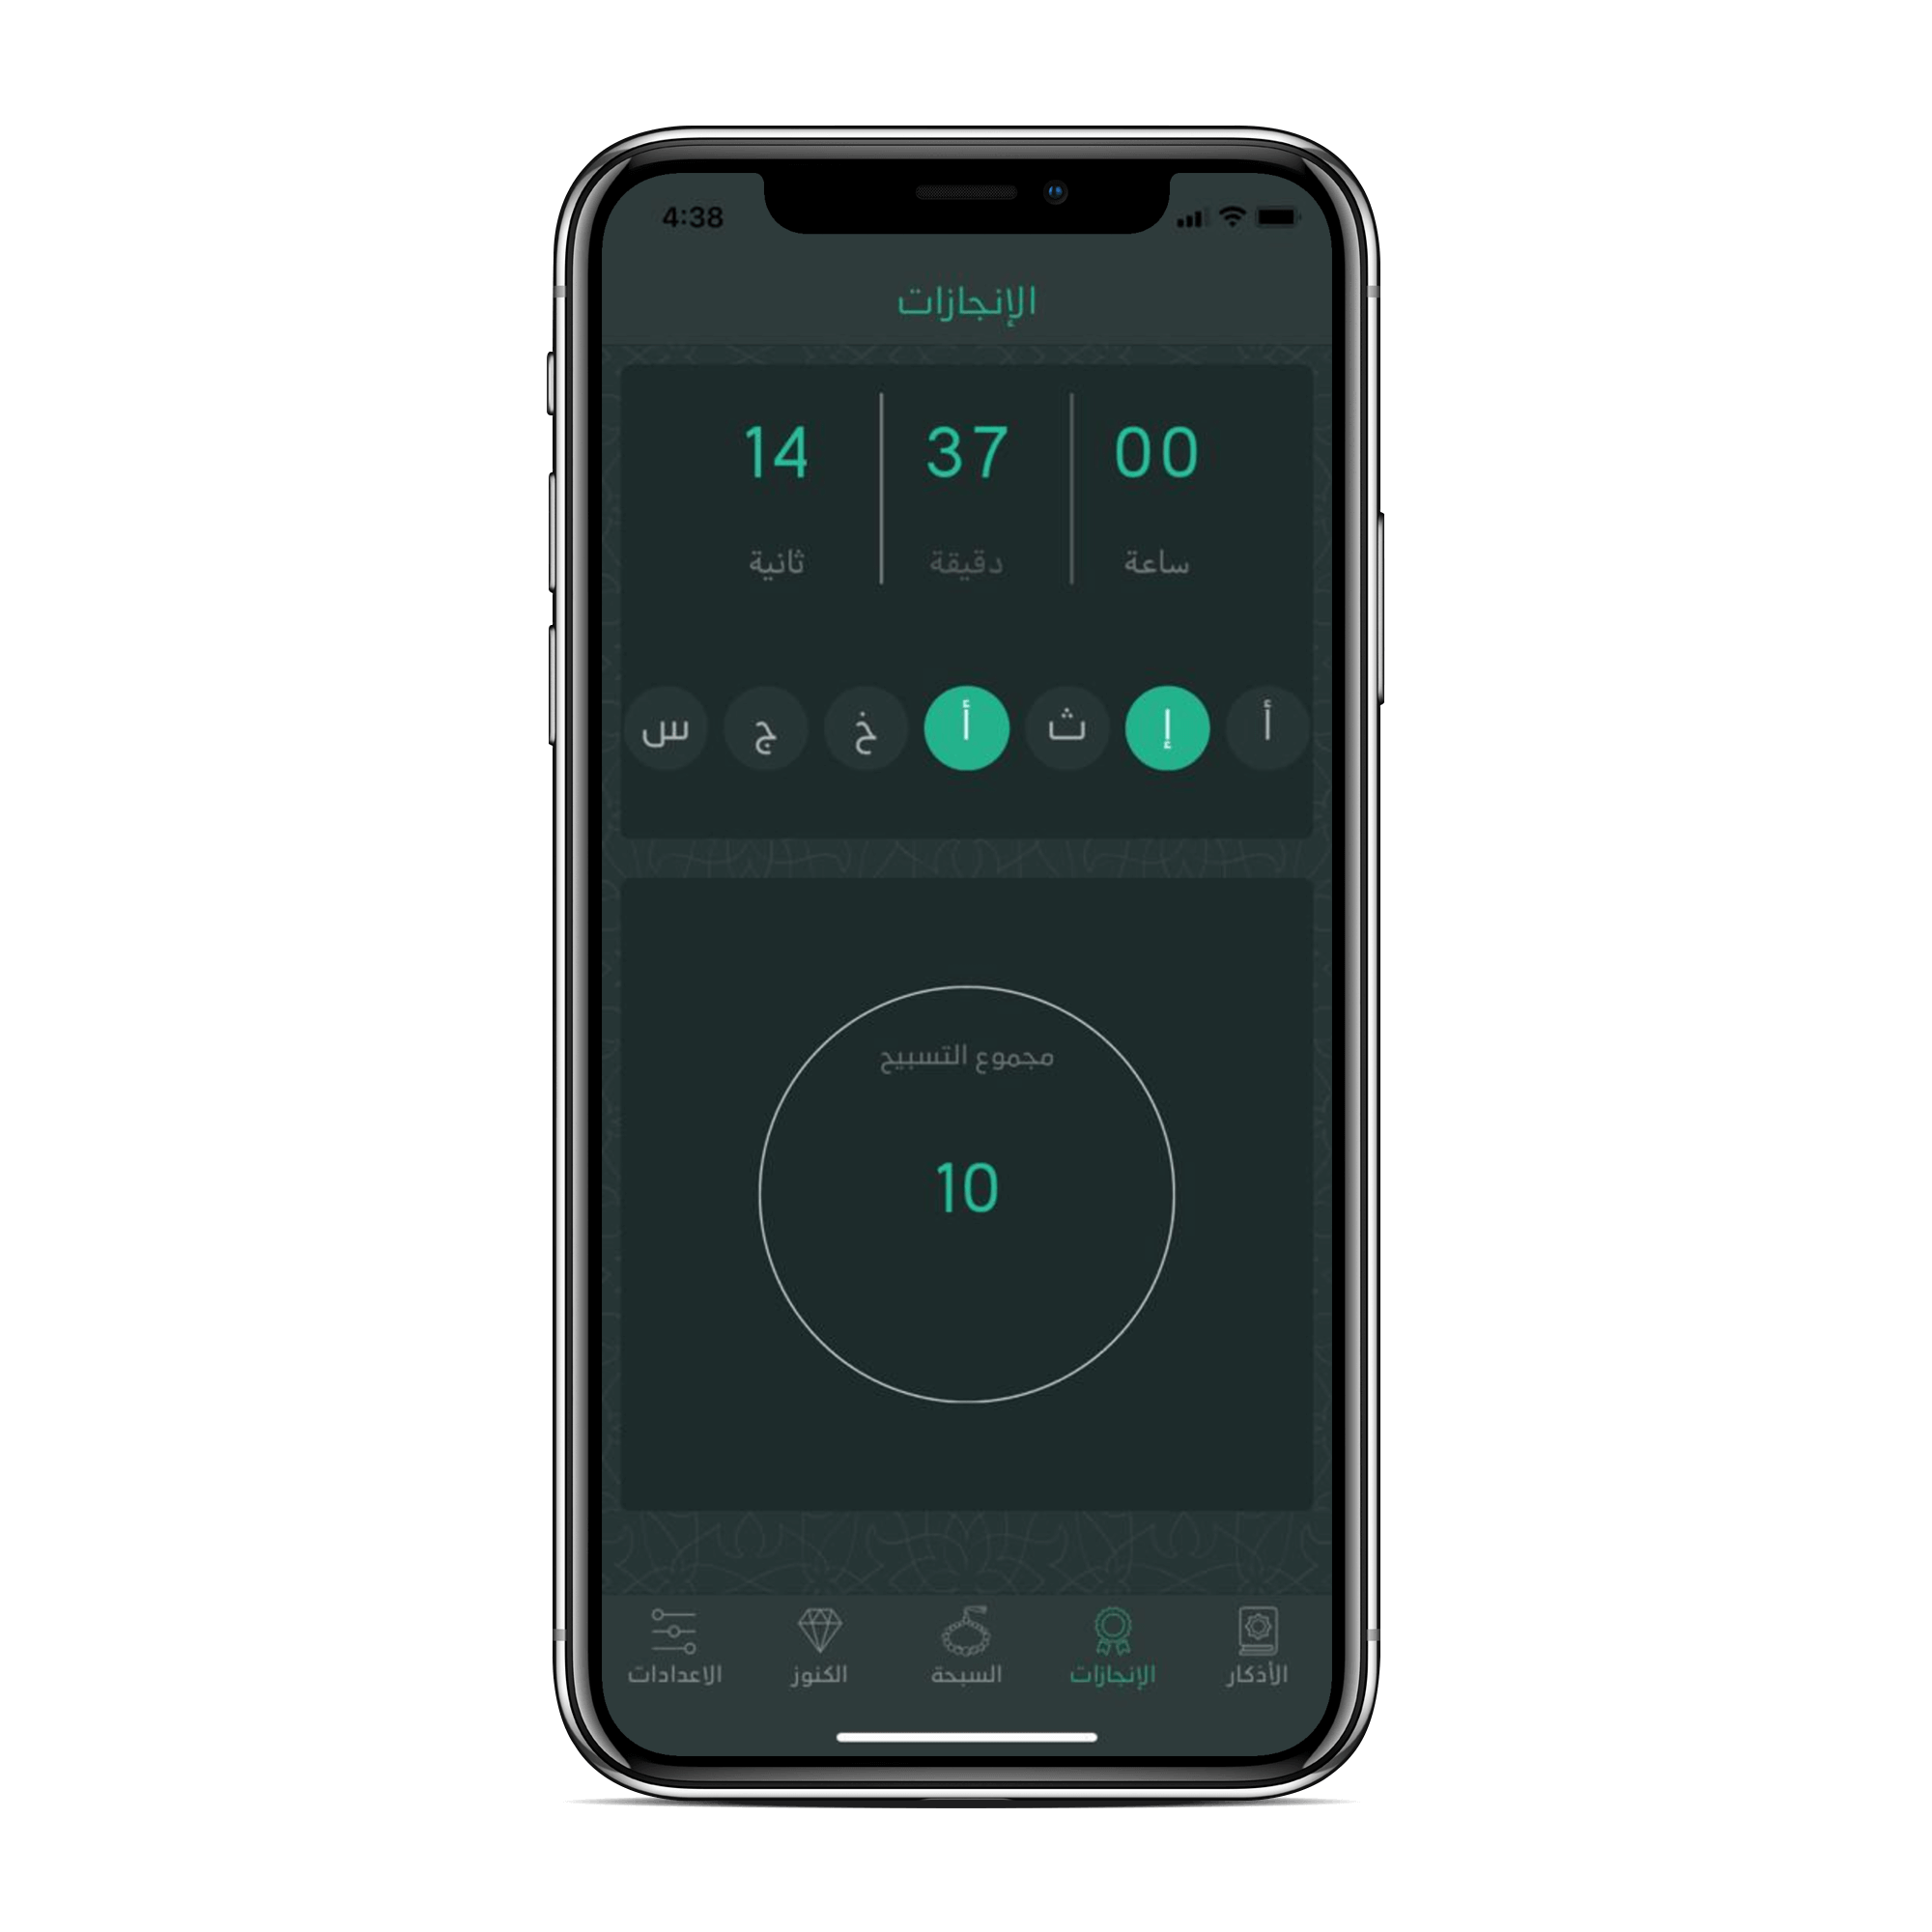 4:38
الإنجازات
00 37 14
ساعة دقيقة ثانية
أ إ ث أ خ ج س
مجموع التسبيح
10
الأذكار الإنجازات السبحة الكنوز الاعدادات